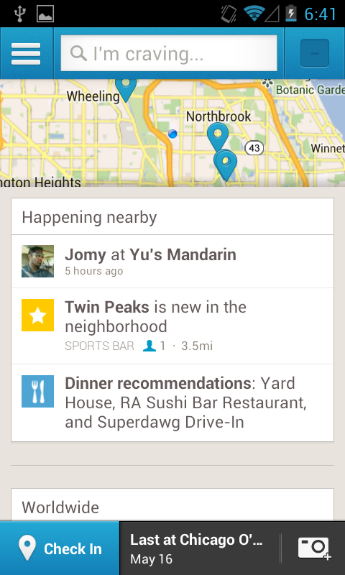 6:41
I'm craving...
Botanic Garde
Wheeling
Northbrook
43
Winnet
ngton Heights
Happening nearby
Jomy at Yu's Mandarin
5 hours ago
Twin Peaks is new in the
neighborhood
SPORTS BAR 1 · 3.5mi
Dinner recommendations: Yard
House, RA Sushi Bar Restaurant,
and Superdawg Drive-In
Worldwide
Check In
Last at Chicago O'...
May 16